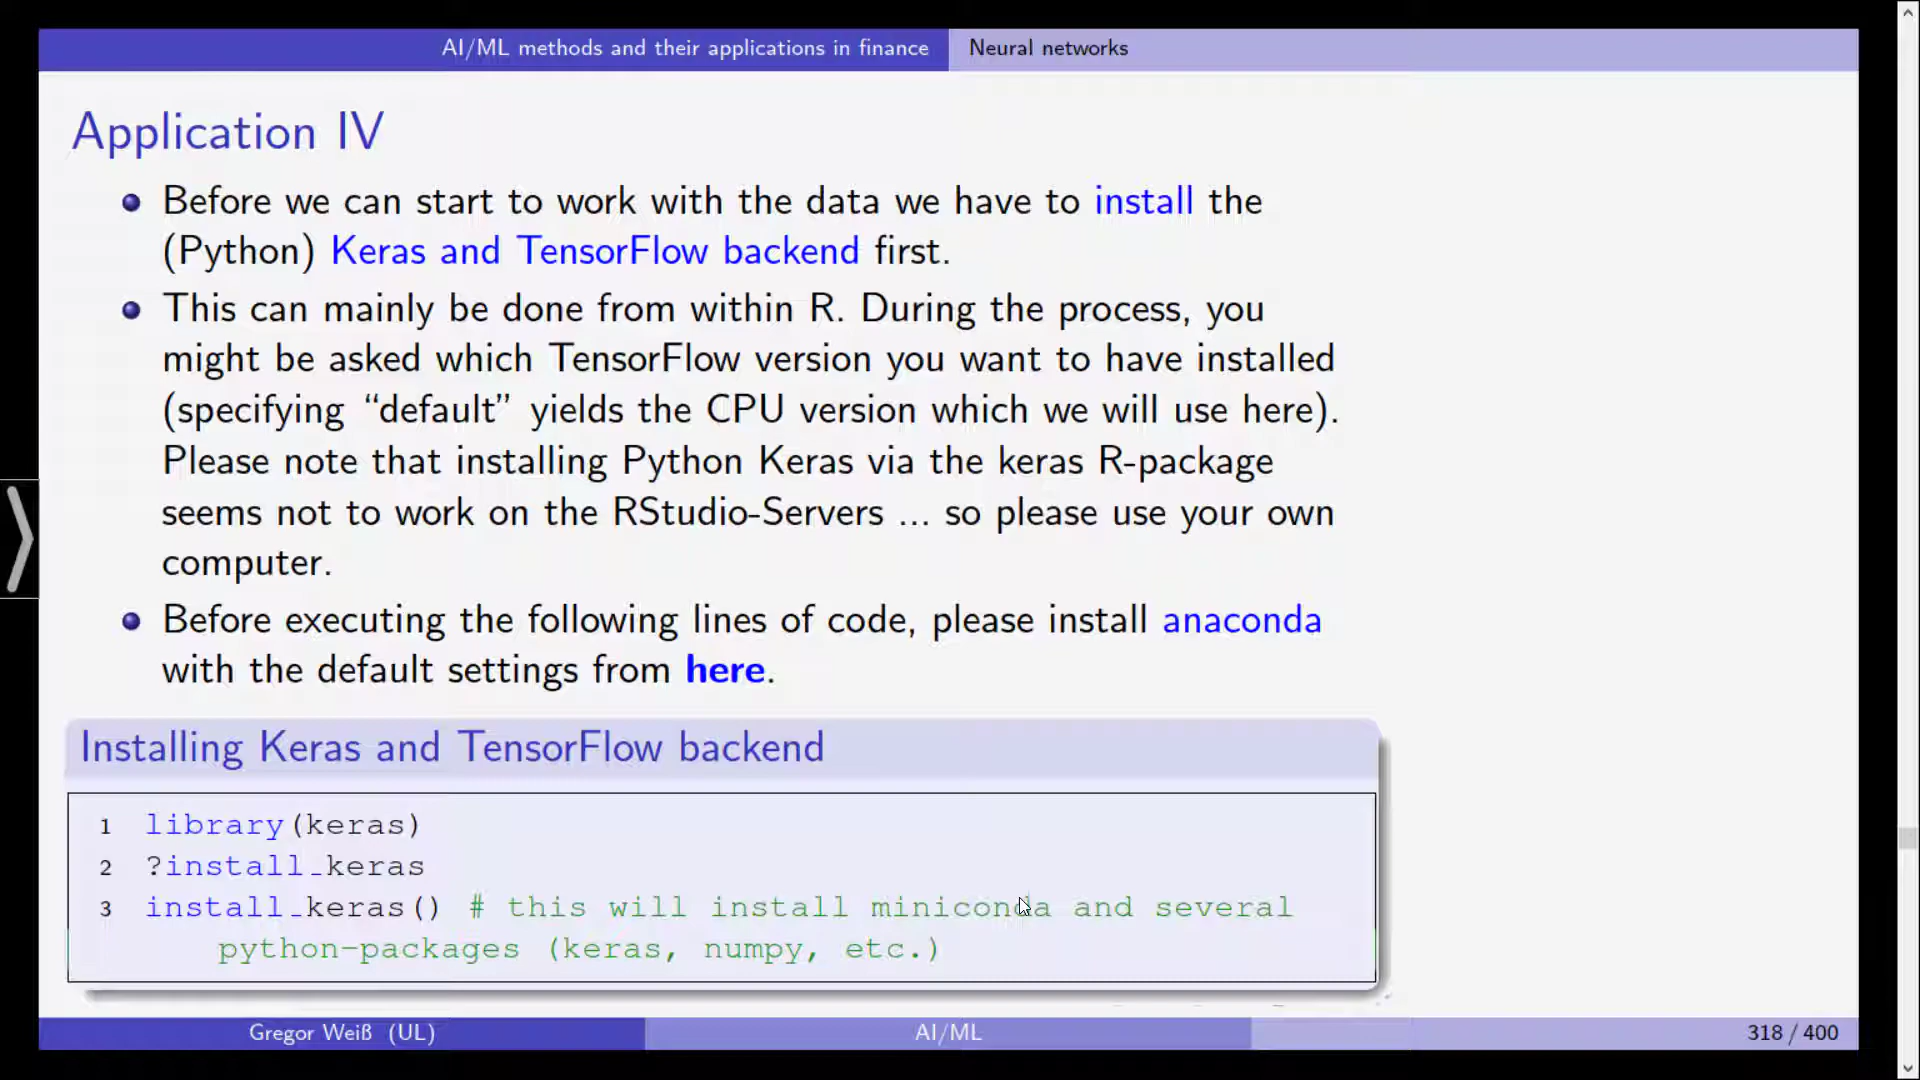 AI/ML methods and their applications in finance Neural networks
Application IV
Before we can start to work with the data we have to install the
(Python) Keras and TensorFlow backend first.
This can mainly be done from within R. During the process, you
might be asked which TensorFlow version you want to have installed
(specifying “default” yields the CPU version which we will use here).
Please note that installing Python Keras via the keras R-package
seems not to work on the RStudio-Servers ... so please use your own
computer.
Before executing the following lines of code, please install anaconda
with the default settings from here.
Installing Keras and TensorFlow backend
1 library(keras)
2 ?install_keras
3 install_keras() # this will install miniconda and several
python-packages (keras, numpy, etc.)
Gregor Weiß (UL) AI/ML 318 / 400